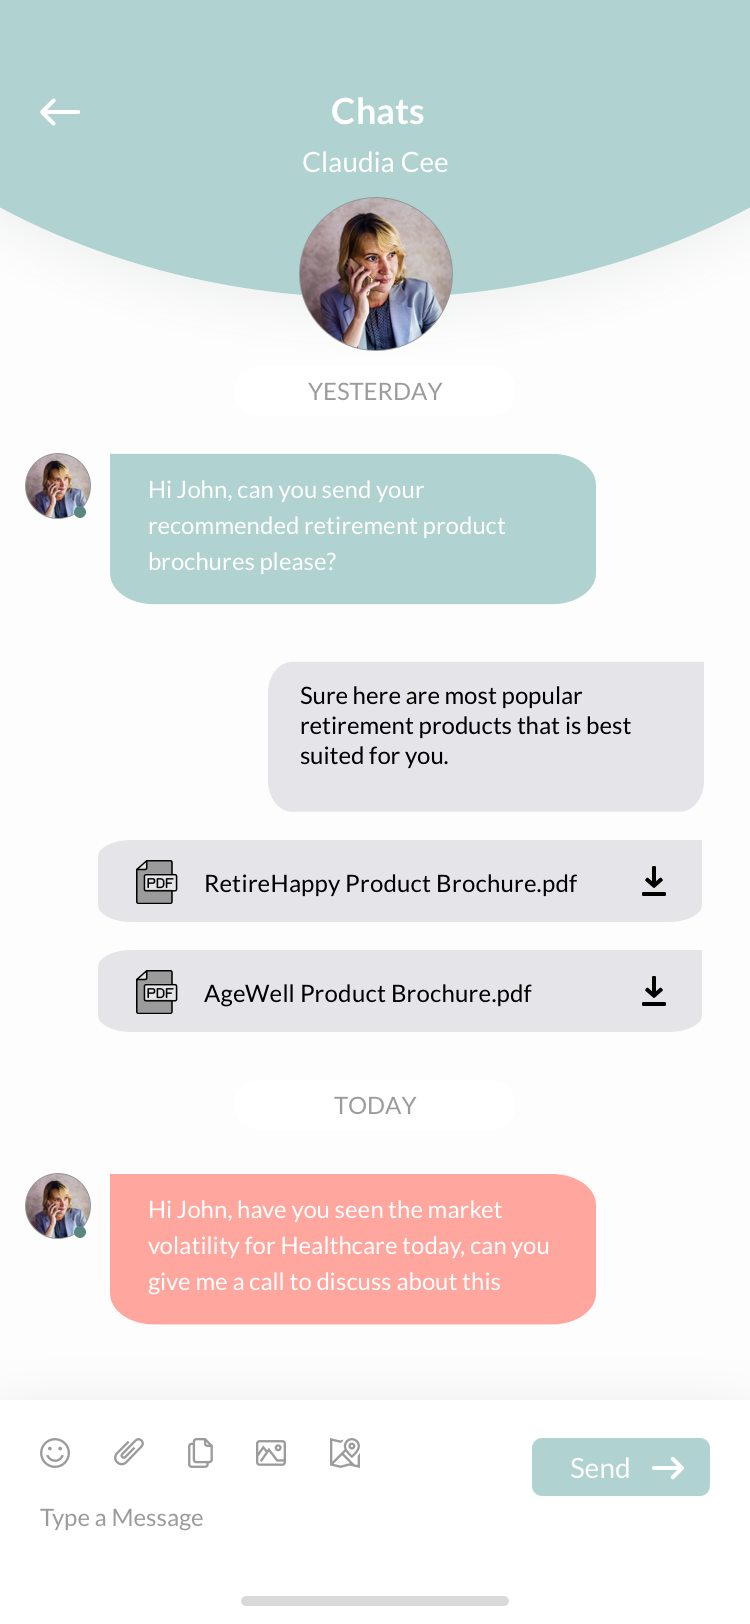 Chats
Claudia Cee
YESTERDAY
Hi John, can you send your
recommended retirement product
brochures please?
Sure here are most popular
retirement products that is best
suited for you.
PDF
RetireHappy Product Brochure.pdf
PDF
AgeWell Product Brochure.pdf
TODAY
Hi John, have you seen the market
volatility for Healthcare today, can you
give me a call to discuss about this
Send
Type a Message